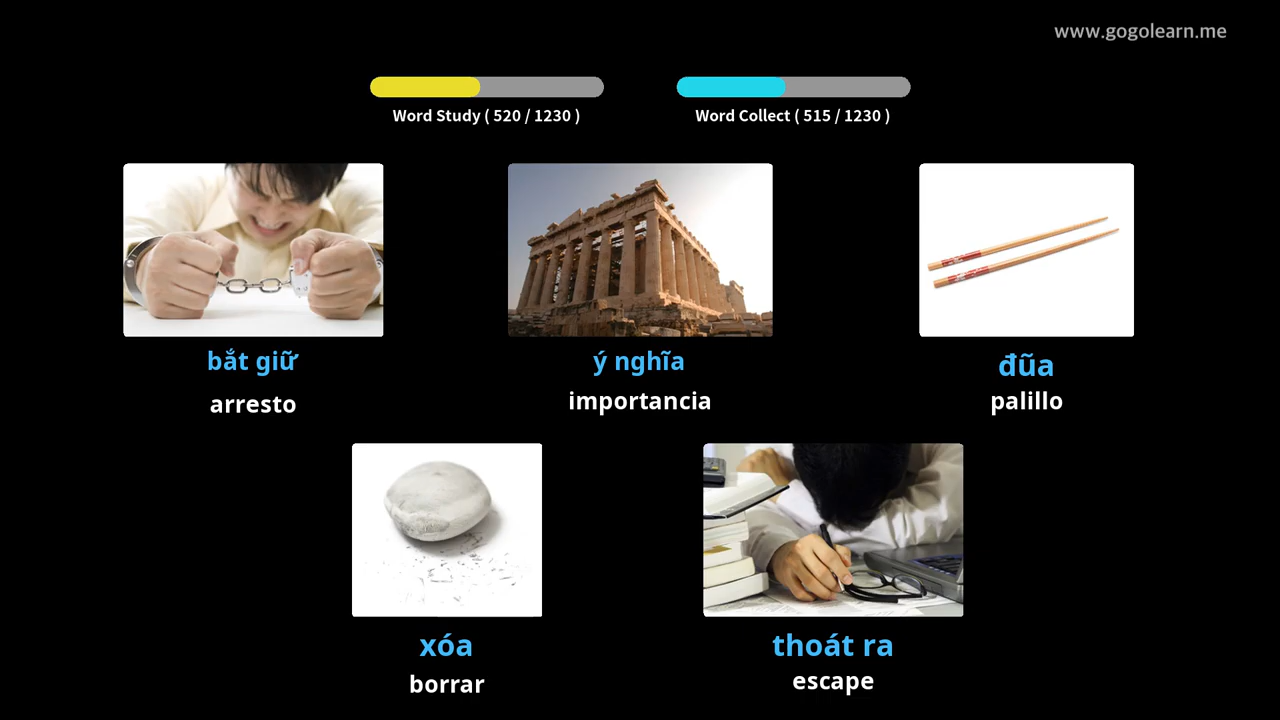 www.gogolearn.me
Word Study ( 520 / 1230 )
Word Collect ( 515 / 1230 )
bắt giữ
arresto
ý nghĩa
importancia
đũa
palillo
xóa
borrar
thoát ra
escape